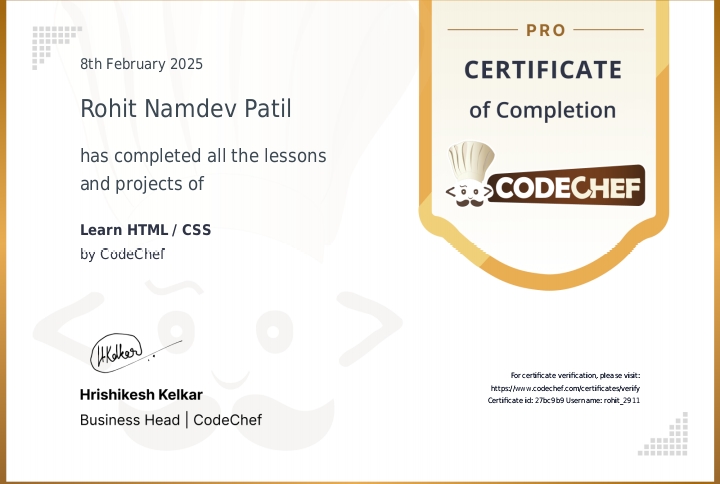 8th February 2025
Rohit Namdev Patil
has completed all the lessons
and projects of
Learn HTML / CSS
by CodeChef
H.Kelkar
Hrishikesh Kelkar
Business Head | CodeChef
PRO
CERTIFICATE
of Completion
CODECHEF
For certificate verification, please visit:
https://www.codechef.com/certificates/verify
Certificate id: 27bc9b9 Username: rohit_2911